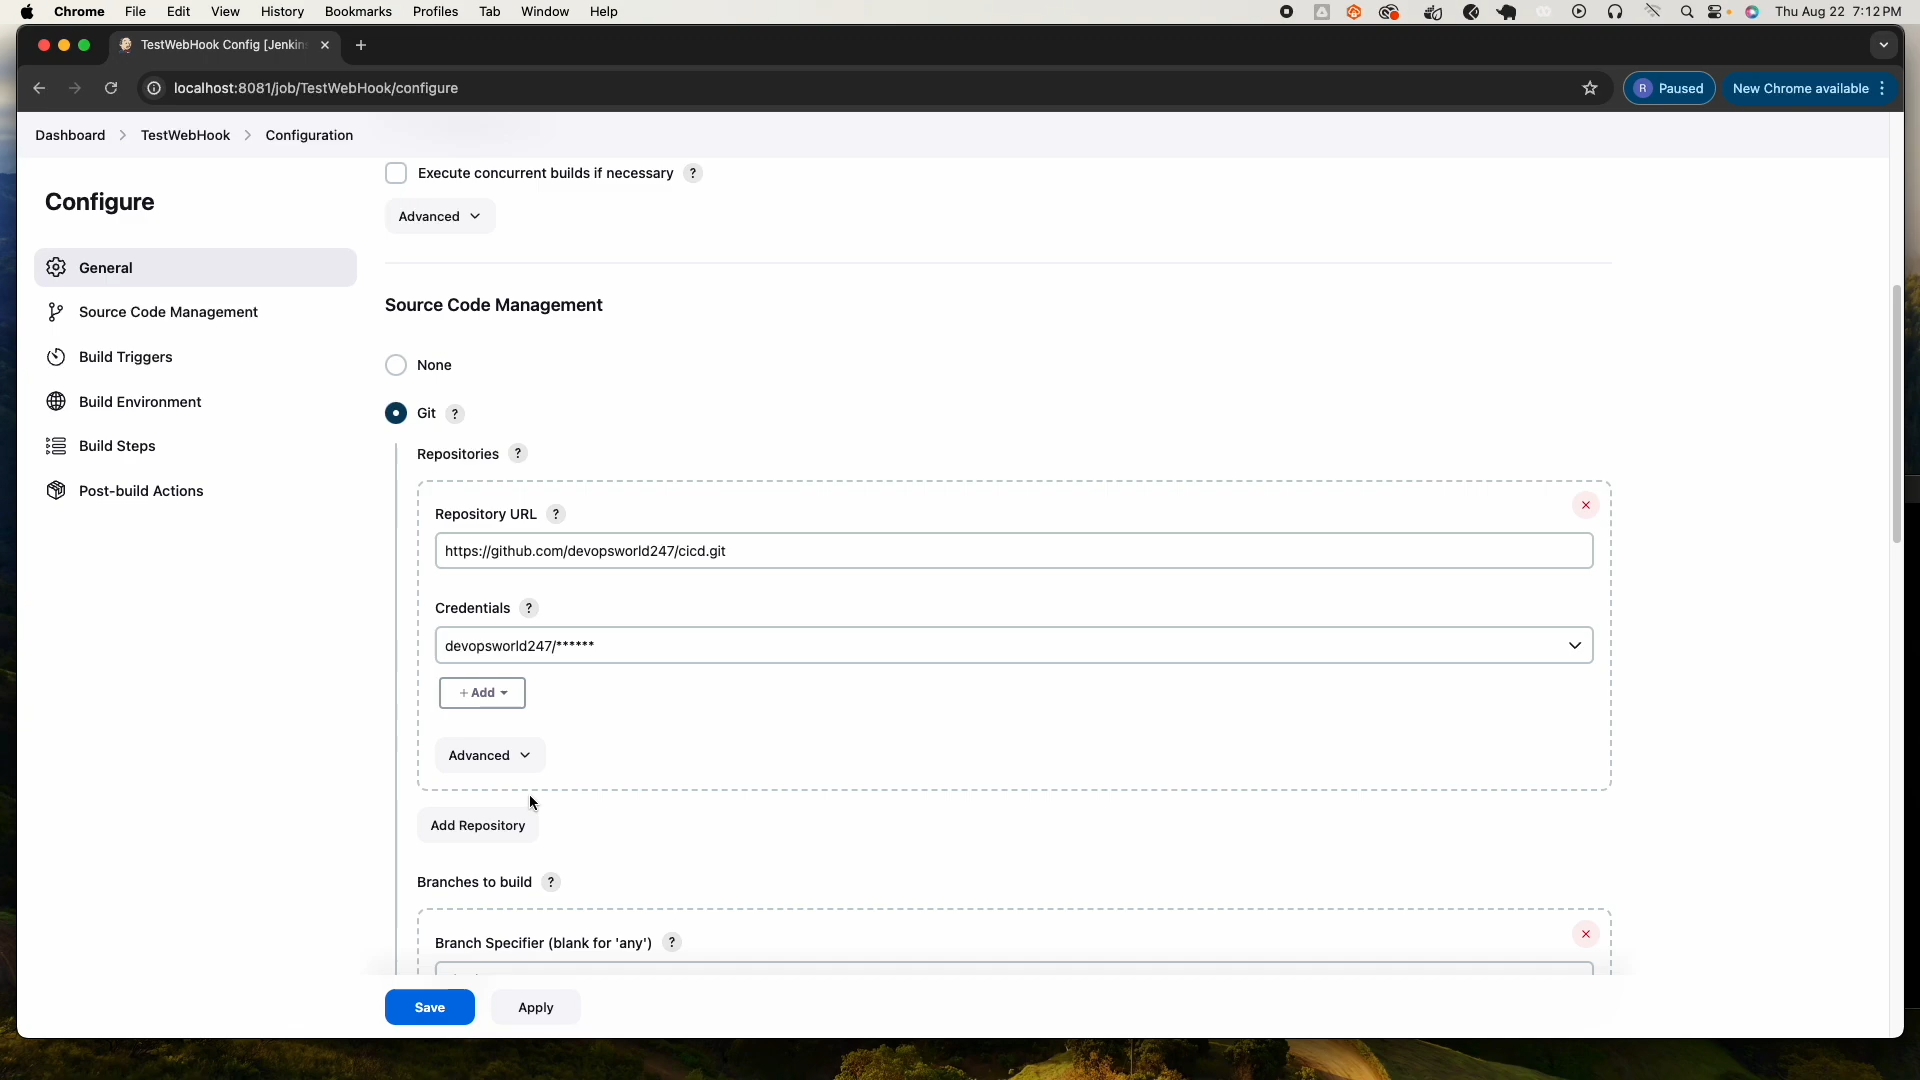 Chrome File Edit View History Bookmarks Profiles Tab Window Help Thu Aug 22 7:12 PM
TestWebHook Config [Jenkin
localhost:8081/job/TestWebHook/configure R Paused New Chrome available
Dashboard TestWebHook Configuration
Execute concurrent builds if necessary ?
Configure
Advanced
General
Source Code Management
Source Code Management
Build Triggers
None
Build Environment
Git ?
Build Steps
Repositories ?
Post-build Actions
Repository URL ?
https://github.com/devopsworld247/cicd.git
Credentials ?
devopsworld247/******
+ Add
Advanced
Add Repository
Branches to build ?
Branch Specifier (blank for 'any') ?
Save Apply